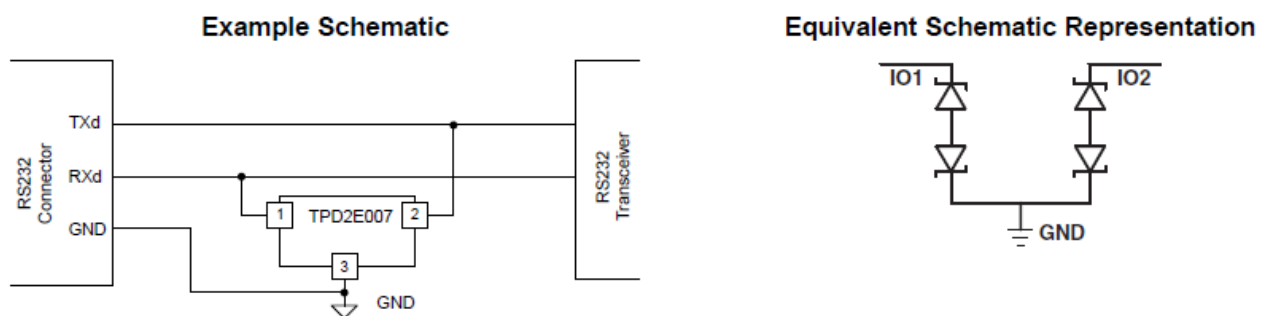 Example Schematic
Equivalent Schematic Representation
IO1
IO2
TXd
RS232
Connector
RXd
RS232
Transceiver
1
TPD2E007
2
GND
GND
3
GND